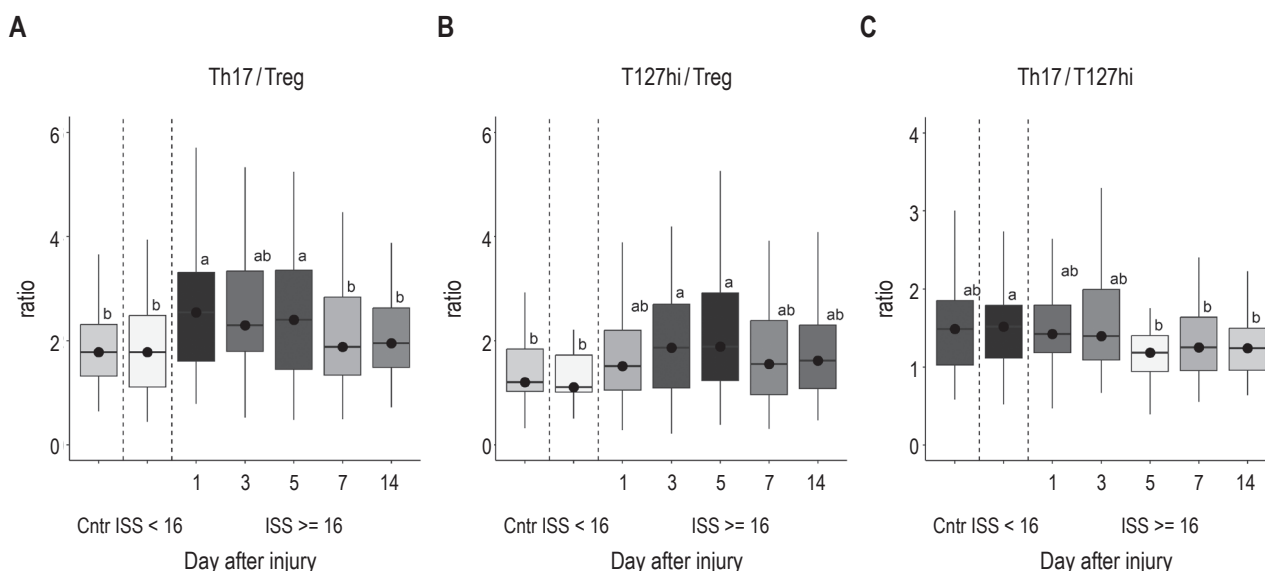 A
B
C
Th17/Treg
T127hi/Treg
Th17/T127hi
6
4
2
0
ratio
b
b
a
ab
a
b
b
1
3
5
7
14
Cntr ISS < 16
ISS >= 16
Day after injury
6
4
2
0
ratio
b
b
ab
a
a
ab
ab
1
3
5
7
14
Cntr ISS < 16
ISS >= 16
Day after injury
4
3
2
1
0
ratio
ab
a
ab
ab
b
b
b
1
3
5
7
14
Cntr ISS < 16
ISS >= 16
Day after injury